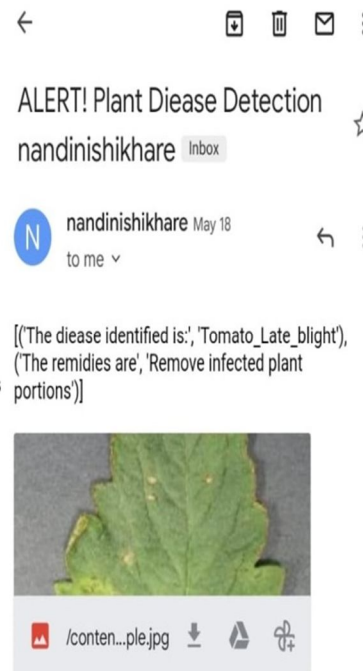 ALERT! Plant Diease Detection
nandinishikhare Inbox
N
nandinishikhare May 18
to me
[('The diease identified is:', 'Tomato_Late_blight'),
('The remidies are', 'Remove infected plant
portions')]
/conten...ple.jpg